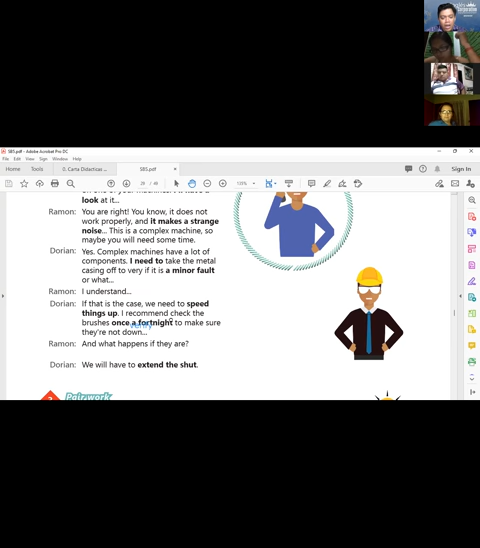 SB5.pdf - Adobe Acrobat Pro DC
File Edit View Sign Window Help
Home Tools 0. Carta Didacticas ... SB5.pdf × Sign In
28 / 49 118%
look at it...
Ramon: You are right! You know, it does not
work properly, and it makes a strange
noise... This is a complex machine, so
maybe you will need some time.
Dorian: Yes. Complex machines have a lot of
components. I need to take the metal
casing off to very if it is a minor fault
or what...
Ramon: I understand...
Dorian: If that is the case, we need to speed
things up. I recommend check the
brushes once a fortnight to make sure
verify
they're not down...
Ramon: And what happens if they are?
Dorian: We will have to extend the shut.
2 Pairwork